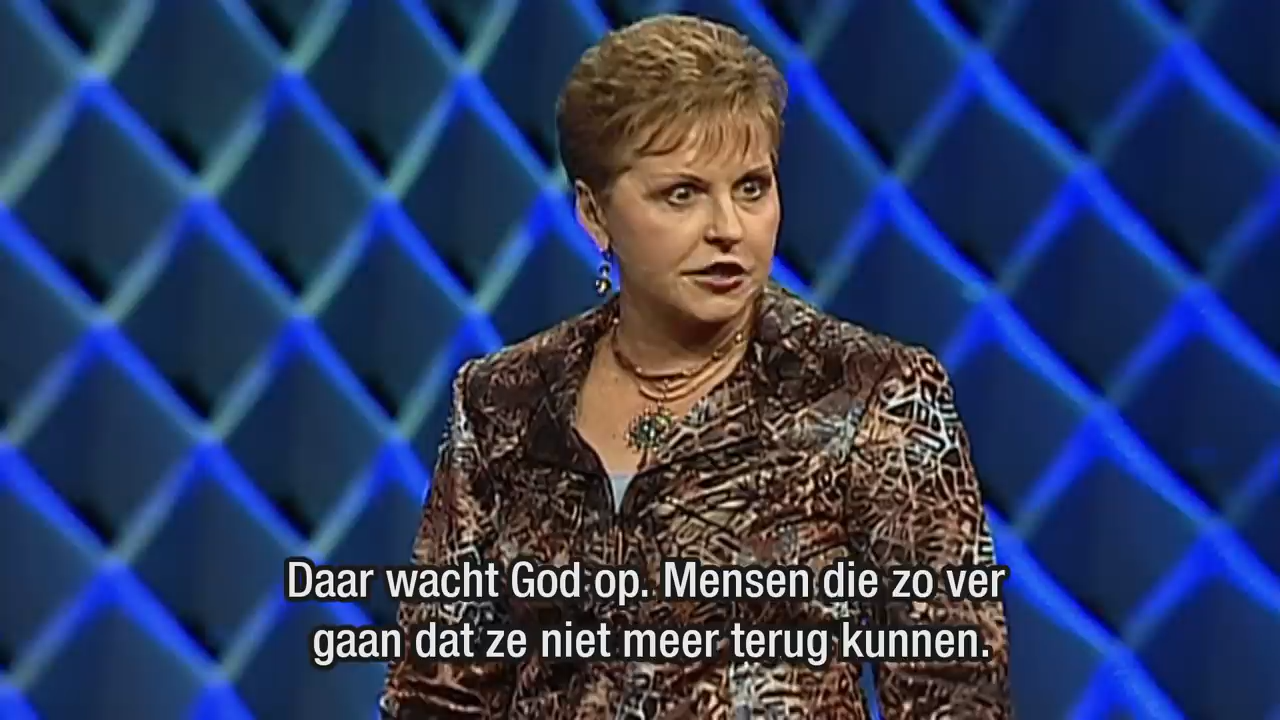 Daar wacht God op. Mensen die zo ver
gaan dat ze niet meer terug kunnen.